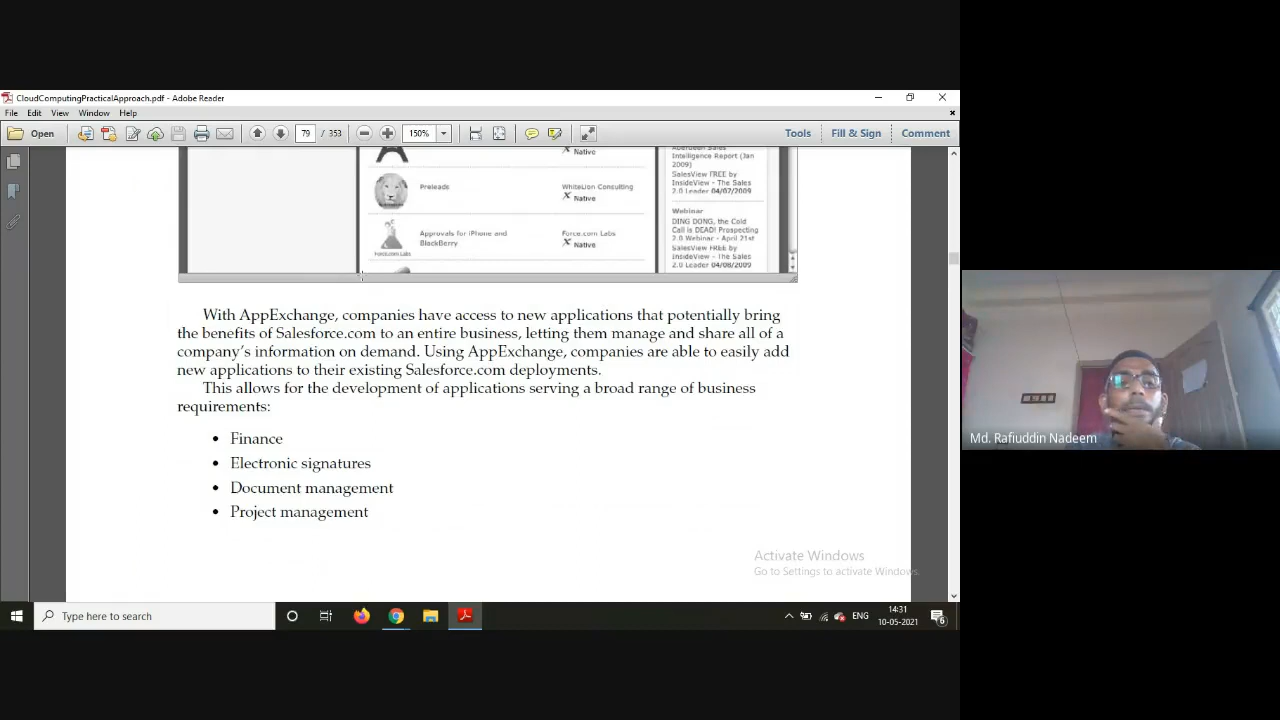 CloudComputingPracticalApproach.pdf - Adobe Reader
File Edit View Window Help
Open 79 / 353 150% Tools Fill & Sign Comment
Native
Preleads WhiteLion Consulting
Native
Approvals for iPhone and
BlackBerry
Force.com Labs
Native
Force.com Labs
Aberdeen Sales
Intelligence Report (Jan
2009)
SalesView FREE by
InsideView - The Sales
2.0 Leader 04/07/2009
Webinar
DING DONG, the Cold
Call is DEAD! Prospecting
2.0 Webinar - April 21st
SalesView FREE by
InsideView - The Sales
2.0 Leader 04/08/2009
With AppExchange, companies have access to new applications that potentially bring
the benefits of Salesforce.com to an entire business, letting them manage and share all of a
company's information on demand. Using AppExchange, companies are able to easily add
new applications to their existing Salesforce.com deployments.
This allows for the development of applications serving a broad range of business
requirements:
• Finance
• Electronic signatures
• Document management
• Project management
Activate Windows
Go to Settings to activate Windows.
Md. Rafiuddin Nadeem
Type here to search
ENG
14:31
10-05-2021
6